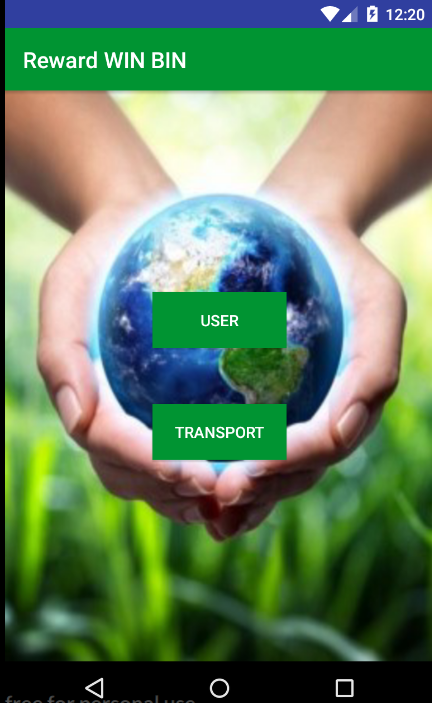 12:20
Reward WIN BIN
USER
TRANSPORT
free for personal use